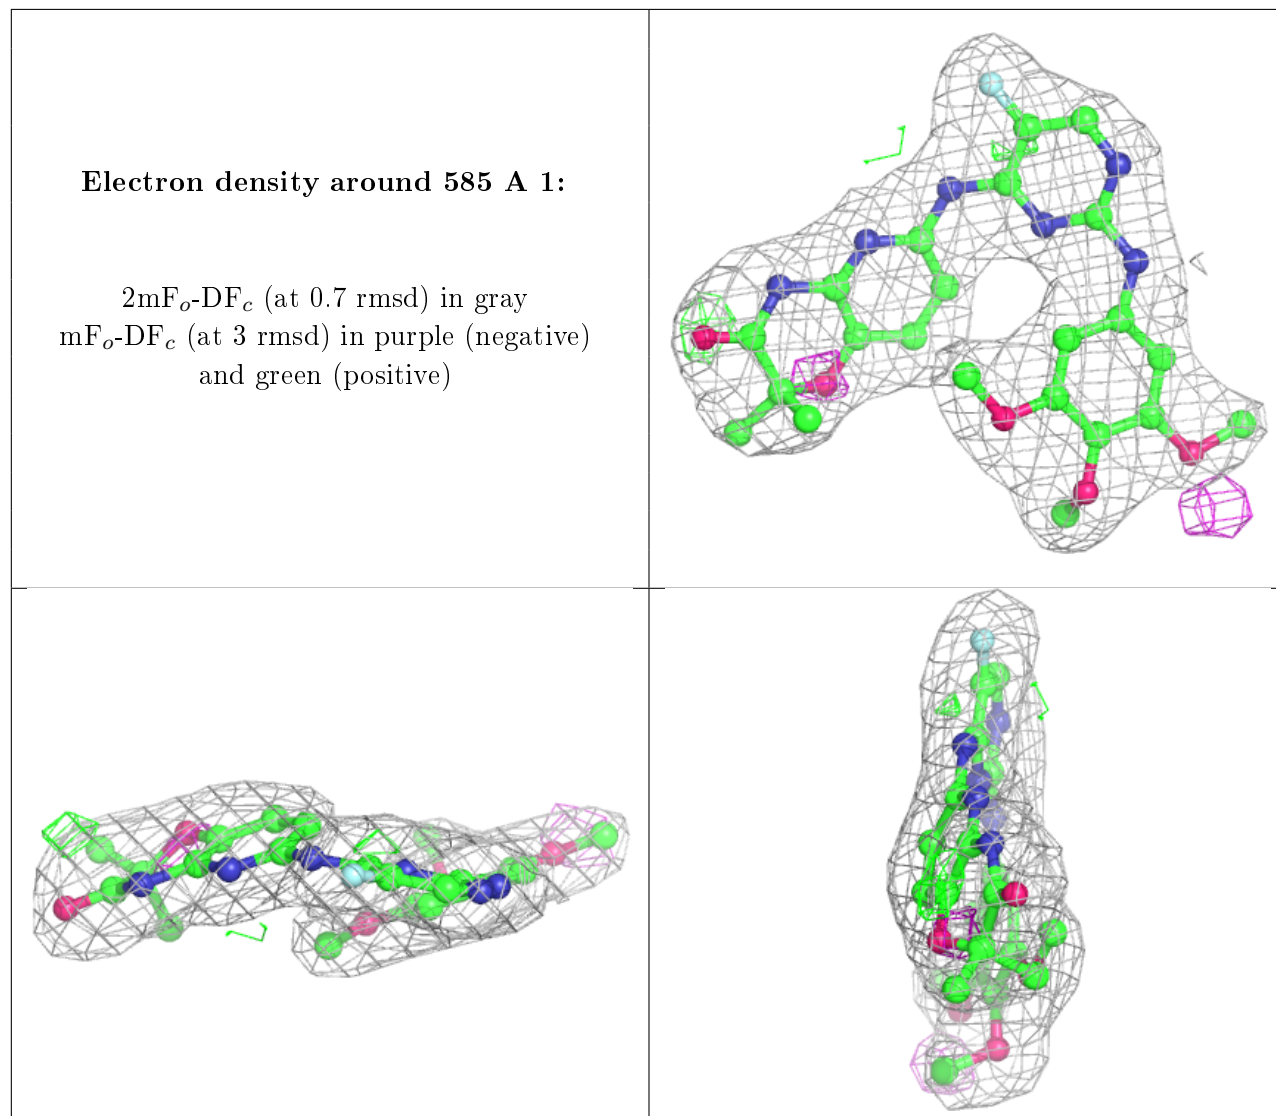 Electron density around 585 A 1:
2mFo-DFc (at 0.7 rmsd) in gray
mFo-DFc (at 3 rmsd) in purple (negative)
and green (positive)